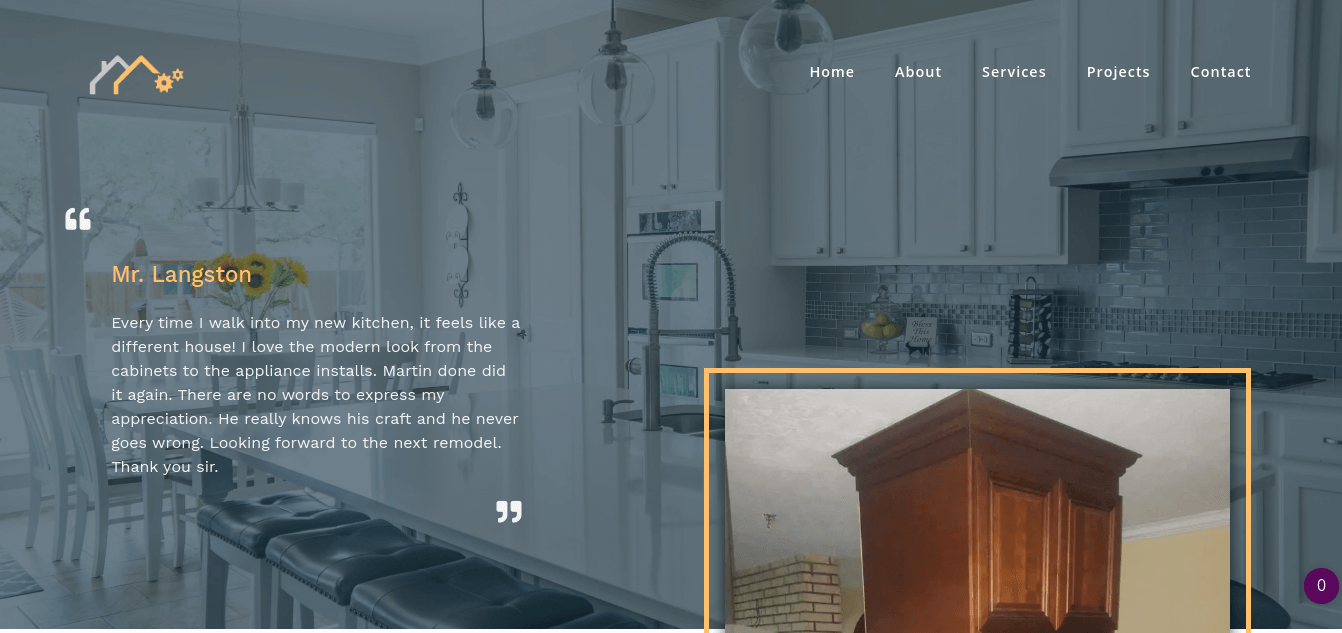 Home About Services Projects Contact
“
Mr. Langston
Every time I walk into my new kitchen, it feels like a
different house! I love the modern look from the
cabinets to the appliance installs. Martin done did
it again. There are no words to express my
appreciation. He really knows his craft and he never
goes wrong. Looking forward to the next remodel.
Thank you sir.
”
Bless
This
Home
0